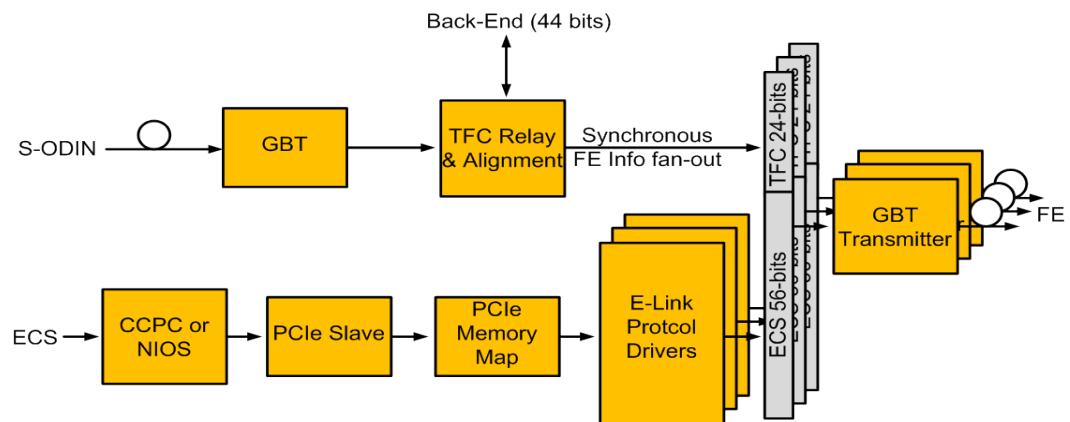 Back-End (44 bits)
S-ODIN
GBT
TFC Relay
& Alignment
Synchronous
FE Info fan-out
TFC 24-bits
ECS 56-bits
GBT
Transmitter
FE
ECS
CCPC or
NIOS
PCIe Slave
PCIe
Memory
Map
E-Link
Protcol
Drivers